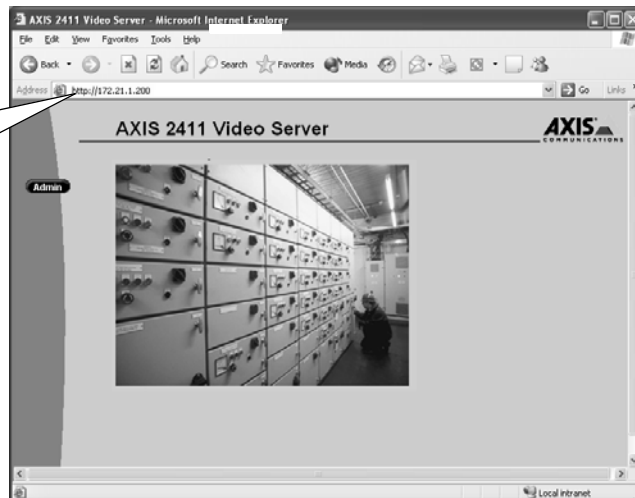 AXIS 2411 Video Server - Microsoft Internet Explorer
File Edit View Favorites Tools Help
Back Search Favorites Media
Address http://172.21.1.200 Go Links
AXIS 2411 Video Server
AXIS
COMMUNICATIONS
Admin
Local intranet